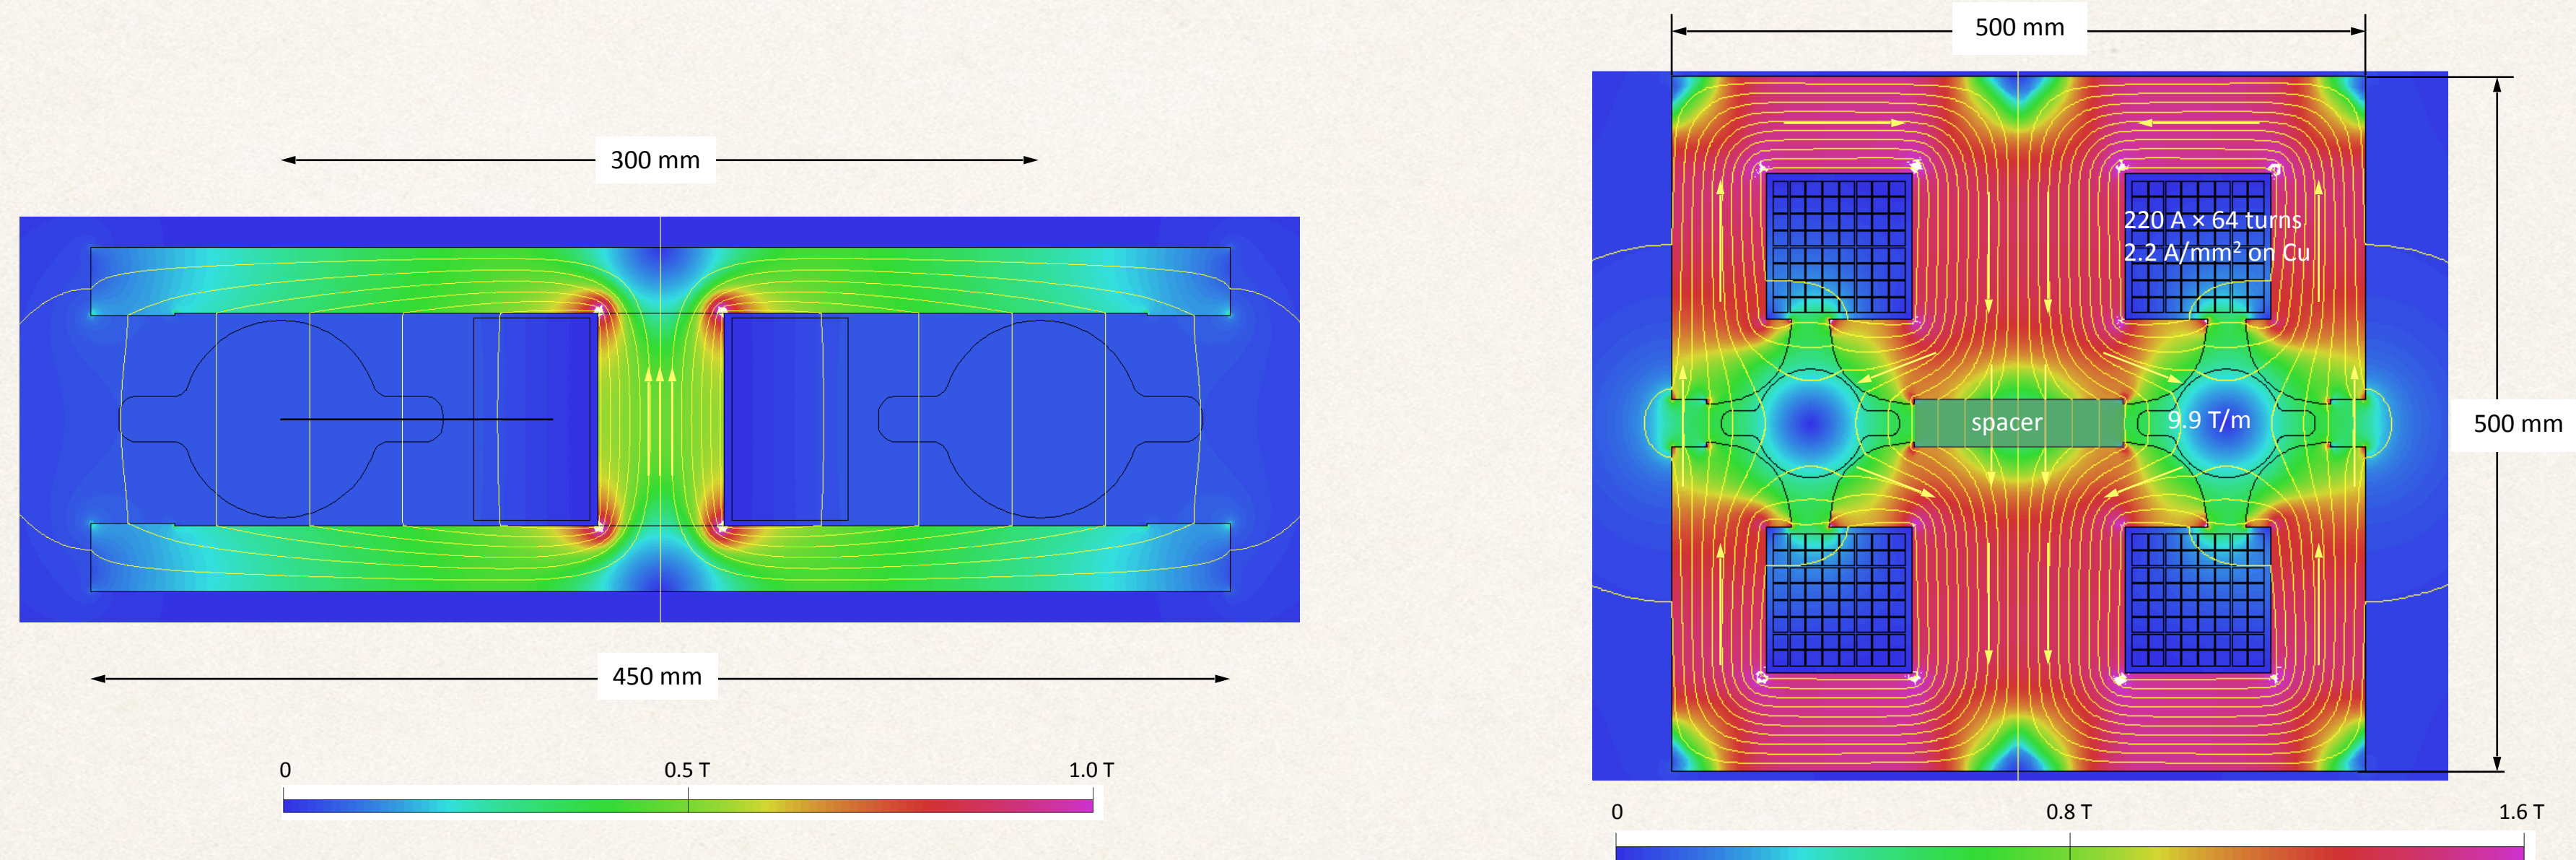 300 mm
450 mm
0 0.5 T 1.0 T
500 mm
220 A × 64 turns
2.2 A/mm² on Cu
spacer
9.9 T/m
500 mm
0 0.8 T 1.6 T